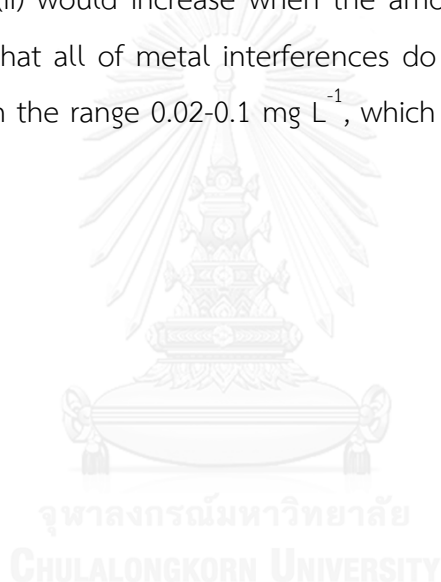 (II) would increase when the amo
hat all of metal interferences do
n the range 0.02-0.1 mg L⁻¹, which
จุฬาลงกรณ์มหาวิทยาลัย
CHULALONGKORN UNIVERSITY